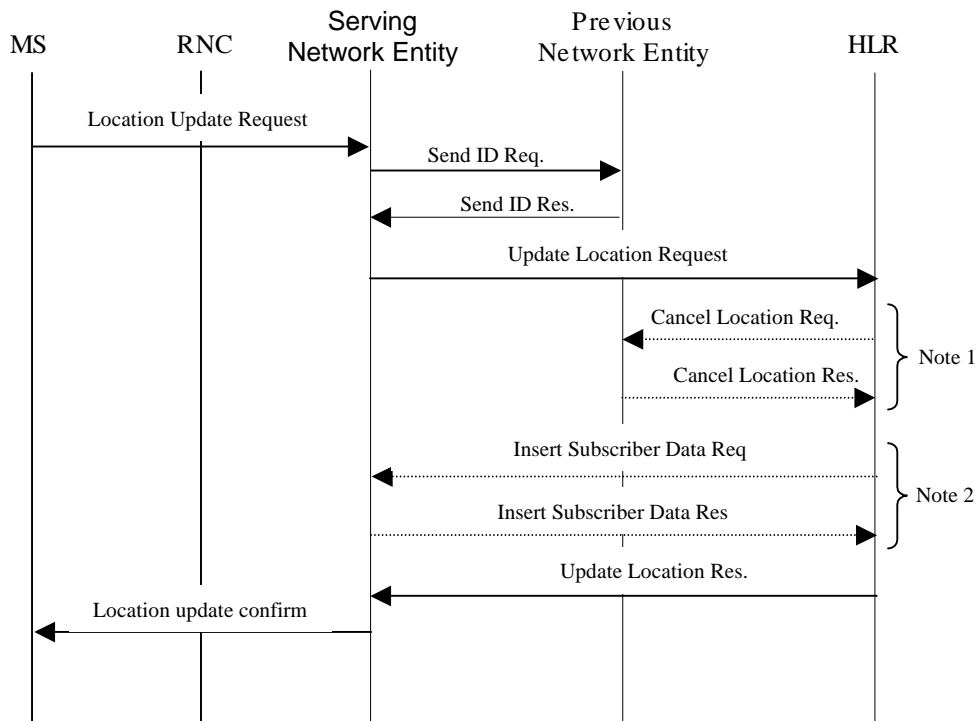 MS
RNC
Serving
Network Entity
Previous
Network Entity
HLR
Location Update Request
Send ID Req.
Send ID Res.
Update Location Request
Cancel Location Req.
Note 1
Cancel Location Res.
Insert Subscriber Data Req
Note 2
Insert Subscriber Data Res
Update Location Res.
Location update confirm